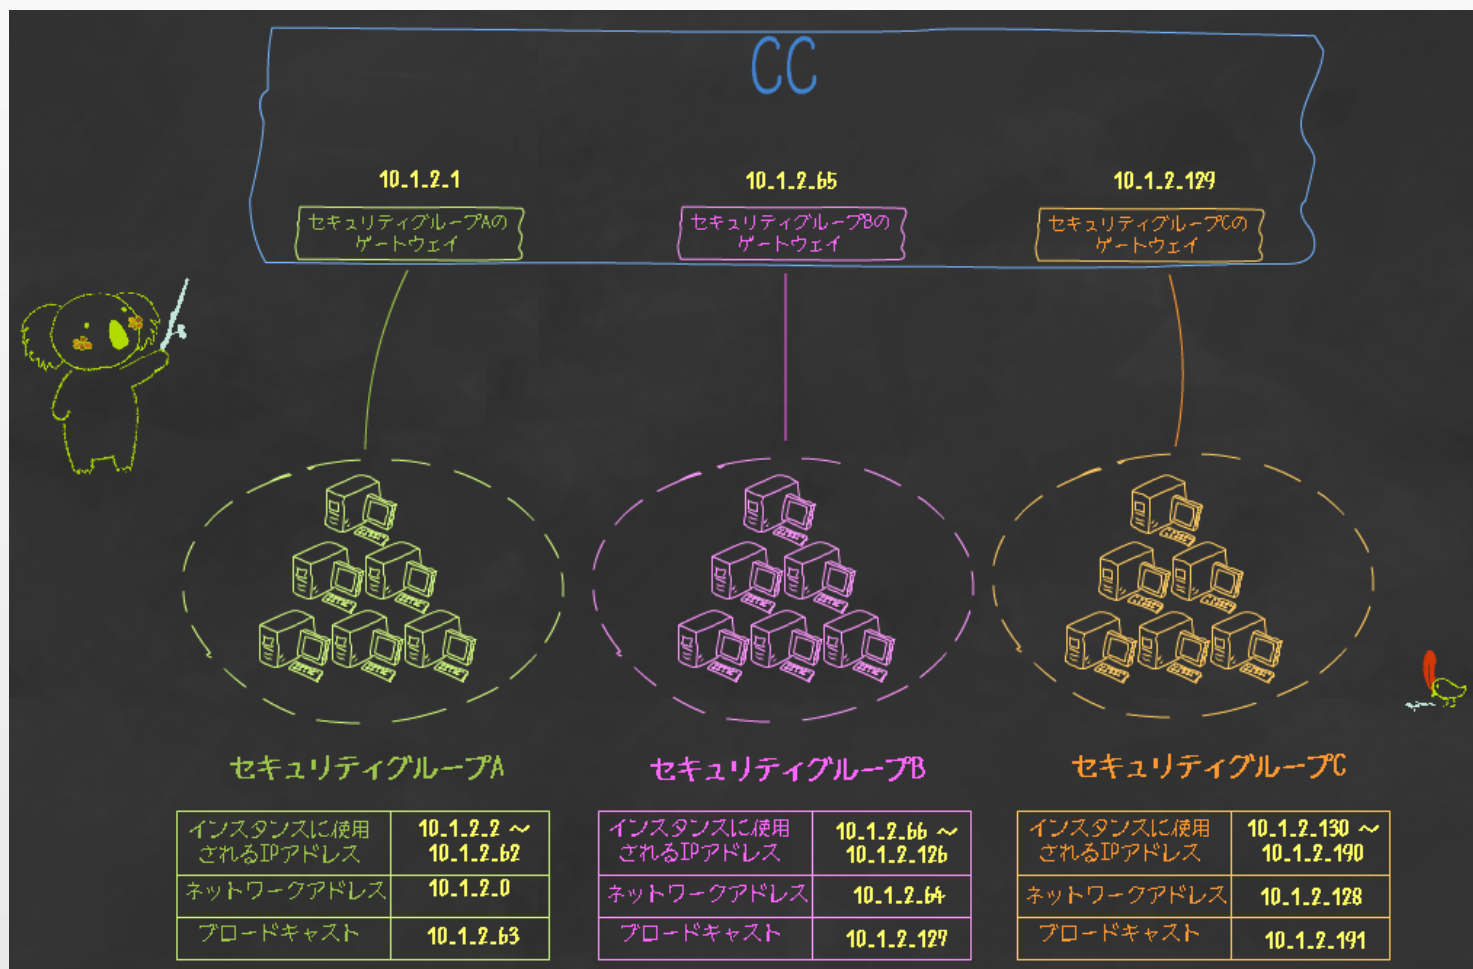 CC
10.1.2.1
10.1.2.65
10.1.2.129
セキュリティグループAの
ゲートウェイ
セキュリティグループBの
ゲートウェイ
セキュリティグループCの
ゲートウェイ
セキュリティグループA
セキュリティグループB
セキュリティグループC
インスタンスに使用
されるIPアドレス
10.1.2.2 ～
10.1.2.62
ネットワークアドレス
10.1.2.0
ブロードキャスト
10.1.2.63
インスタンスに使用
されるIPアドレス
10.1.2.66 ～
10.1.2.126
ネットワークアドレス
10.1.2.64
ブロードキャスト
10.1.2.127
インスタンスに使用
されるIPアドレス
10.1.2.130 ～
10.1.2.190
ネットワークアドレス
10.1.2.128
ブロードキャスト
10.1.2.191